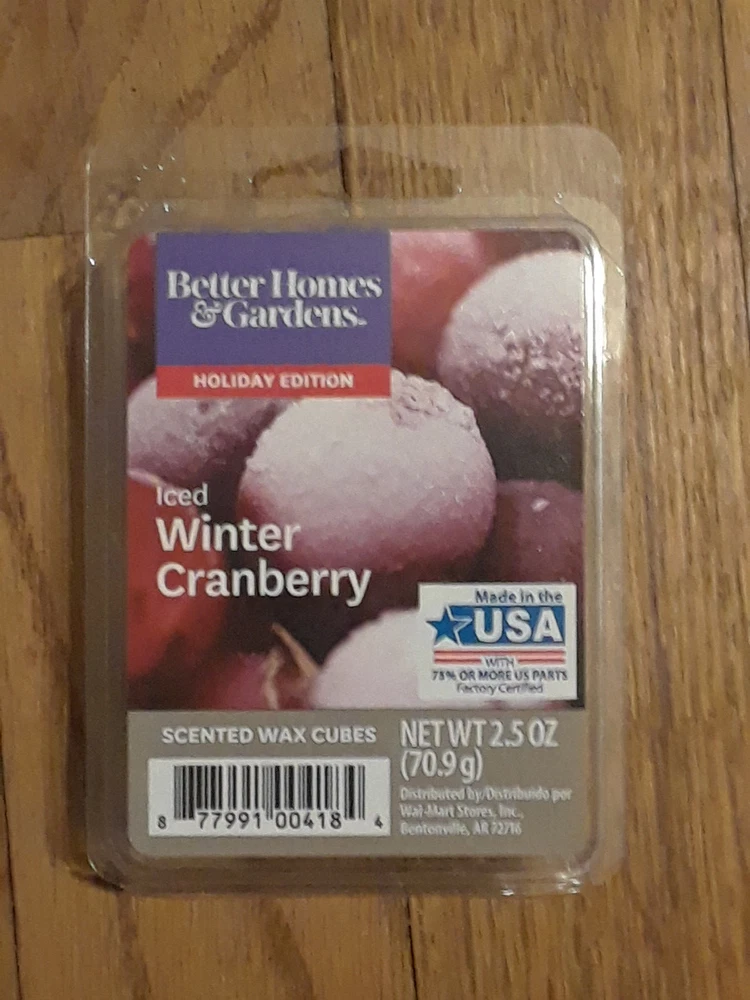 Better Homes
& Gardens™
HOLIDAY EDITION
Iced
Winter
Cranberry
Made in the
USA
WITH
75% OR MORE US PARTS
Factory Certified
SCENTED WAX CUBES
NET WT 2.5 OZ
(70.9 g)
Distributed by/Distribuido por
Wal-Mart Stores, Inc.,
Bentonville, AR 72716
8 77991 00418 4